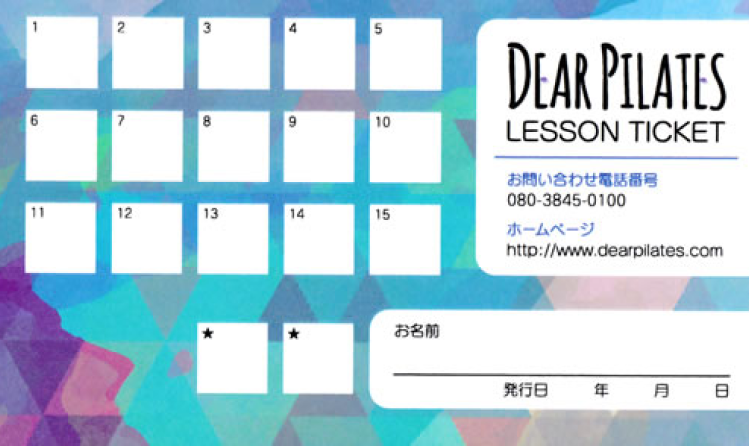 1 2 3 4 5
6 7 8 9 10
11 12 13 14 15
★ ★
DEAR PILATES
LESSON TICKET
お問い合わせ電話番号
080-3845-0100
ホームページ
http://www.dearpilates.com
お名前
発行日 年 月 日